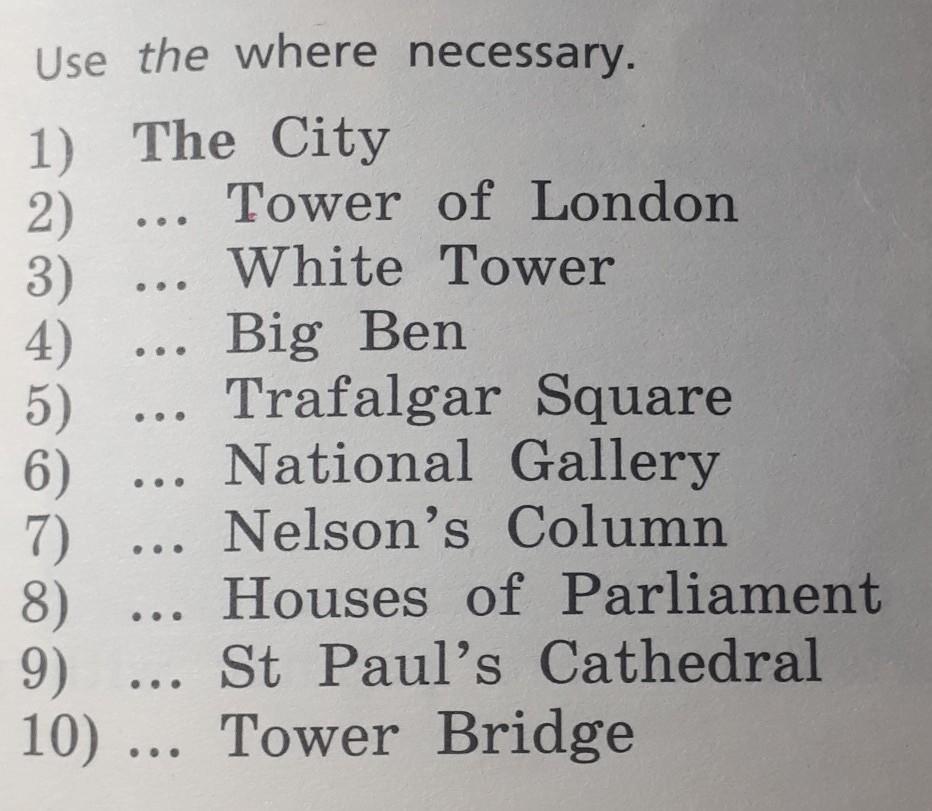 Use the where necessary.
1) The City
2) ... Tower of London
3) ... White Tower
4) ... Big Ben
5) ... Trafalgar Square
6) ... National Gallery
7) ... Nelson’s Column
8) ... Houses of Parliament
9) ... St Paul’s Cathedral
10) ... Tower Bridge